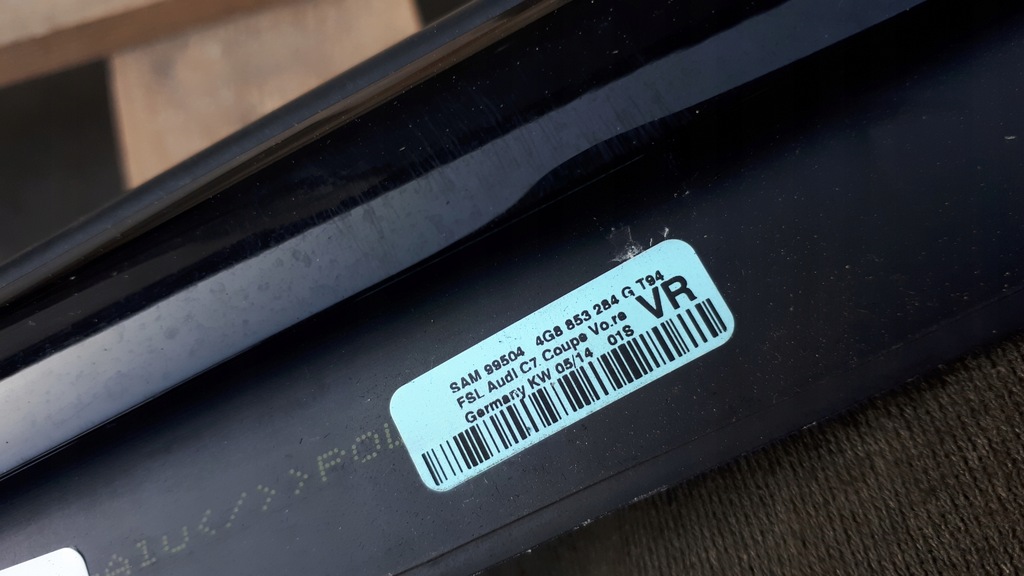 SAM 99504 4G8 853 284 G T94
FSL Audi C7 Coupe Vo.re
Germany KW 05/14 01S
VR